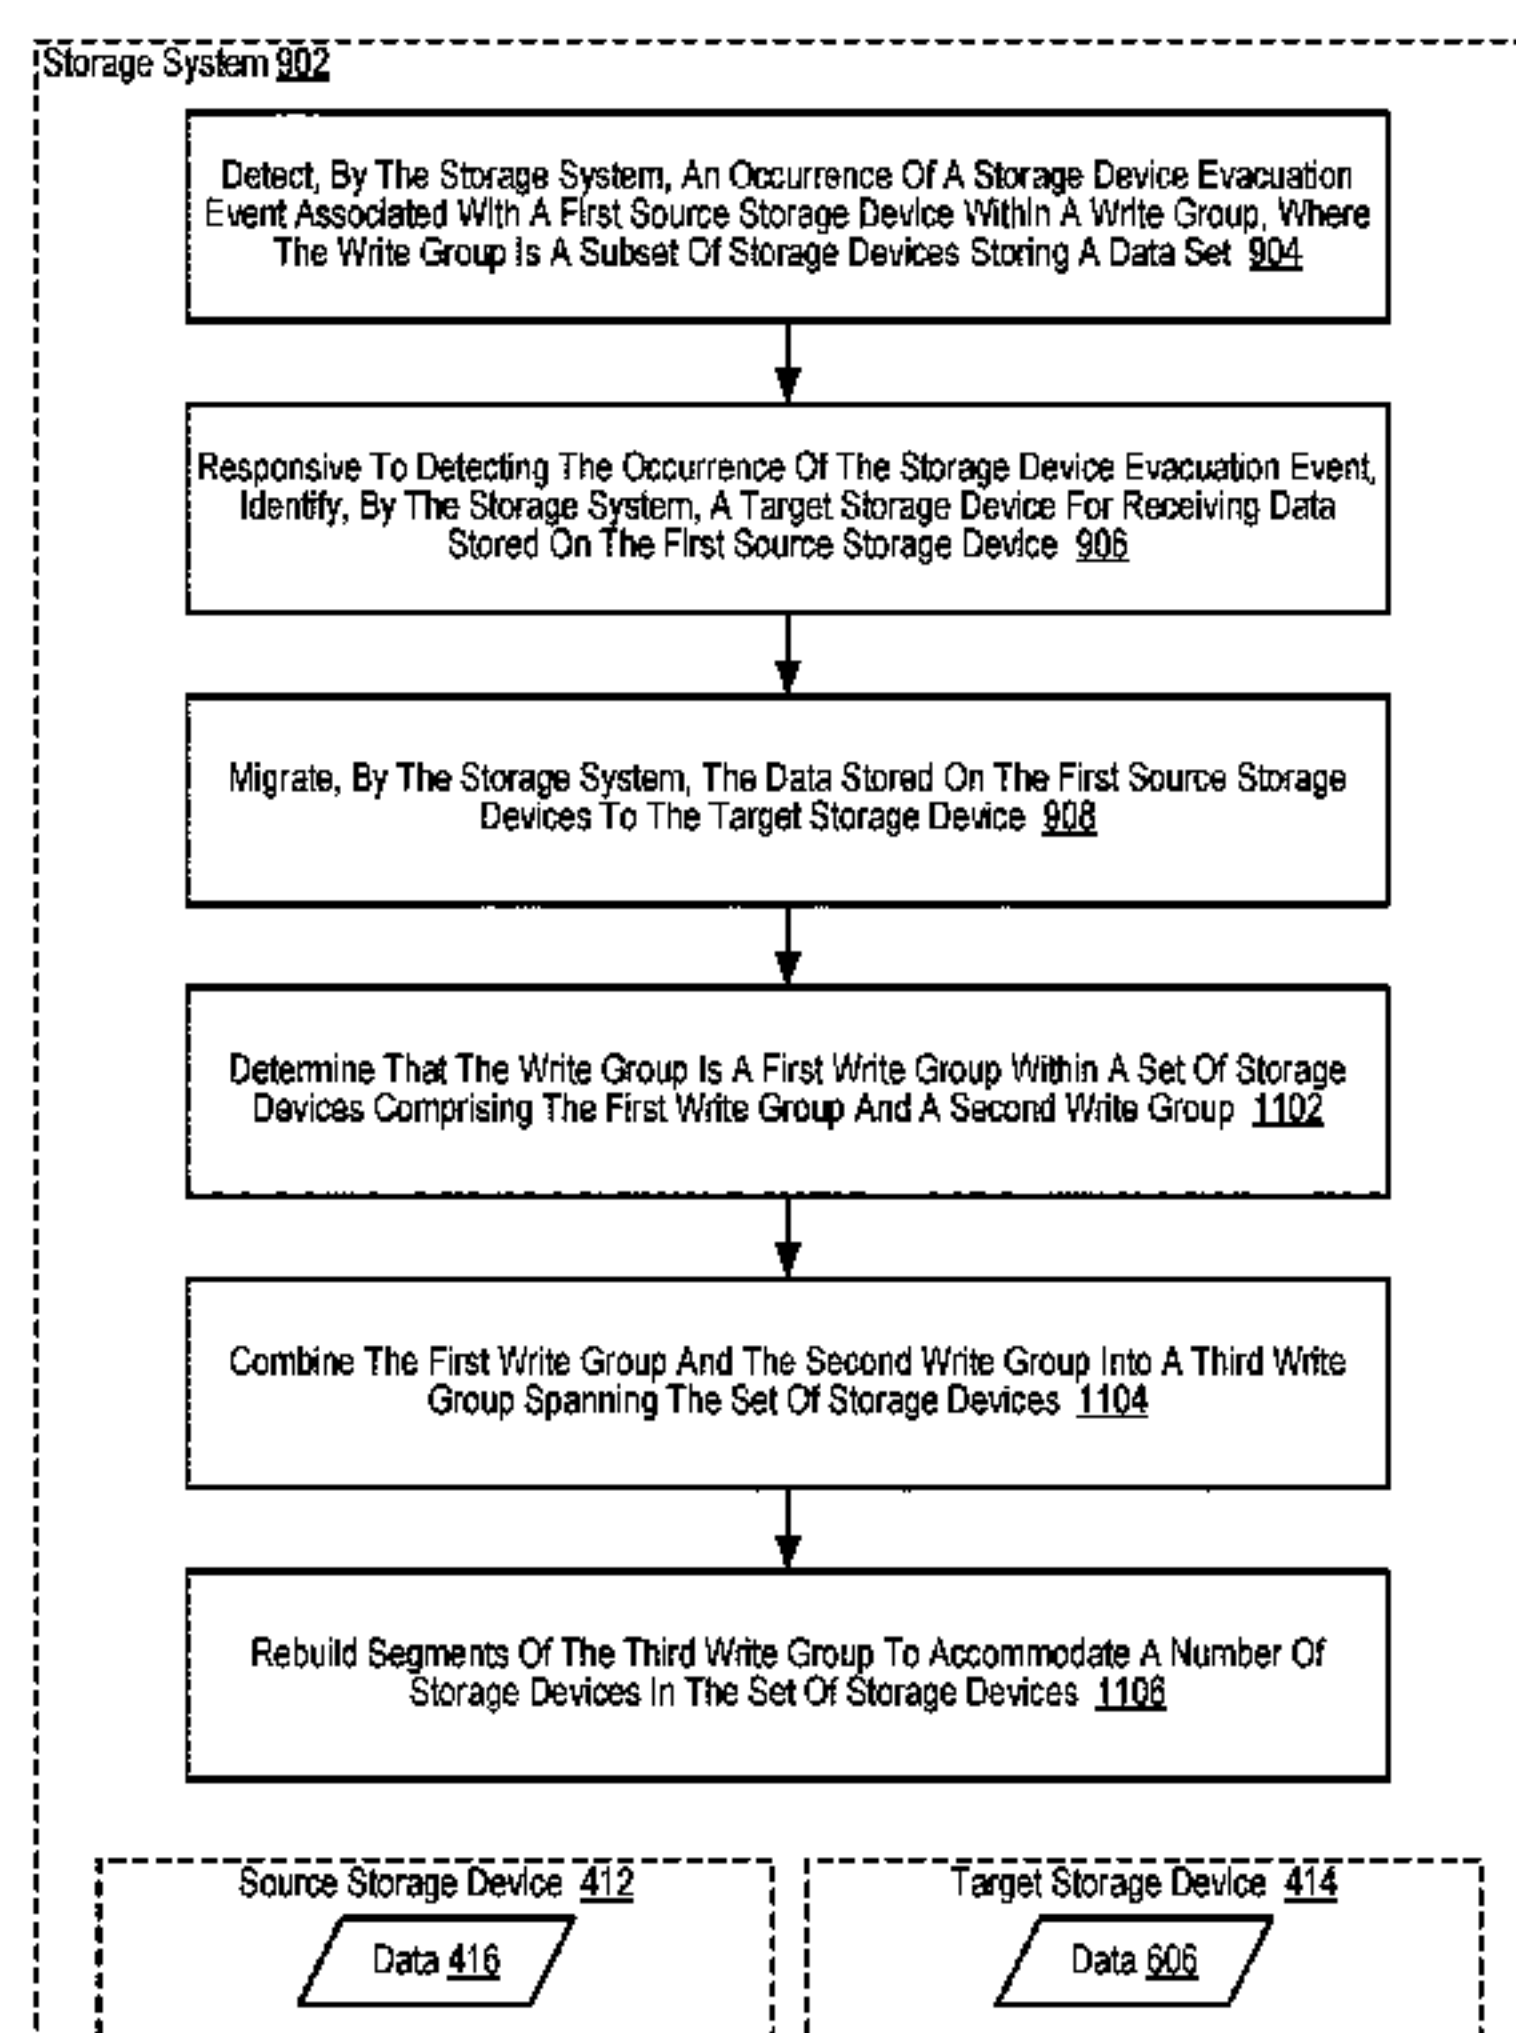 Storage System 902
Detect, By The Storage System, An Occurrence Of A Storage Device Evacuation
Event Associated With A First Source Storage Device Within A Write Group, Where
The Write Group Is A Subset Of Storage Devices Storing A Data Set 904
Responsive To Detecting The Occurrence Of The Storage Device Evacuation Event,
Identify, By The Storage System, A Target Storage Device For Receiving Data
Stored On The First Source Storage Device 906
Migrate, By The Storage System, The Data Stored On The First Source Storage
Devices To The Target Storage Device 908
Determine That The Write Group Is A First Write Group Within A Set Of Storage
Devices Comprising The First Write Group And A Second Write Group 1102
Combine The First Write Group And The Second Write Group Into A Third Write
Group Spanning The Set Of Storage Devices 1104
Rebuild Segments Of The Third Write Group To Accommodate A Number Of
Storage Devices In The Set Of Storage Devices 1106
Source Storage Device 412
Data 416
Target Storage Device 414
Data 606